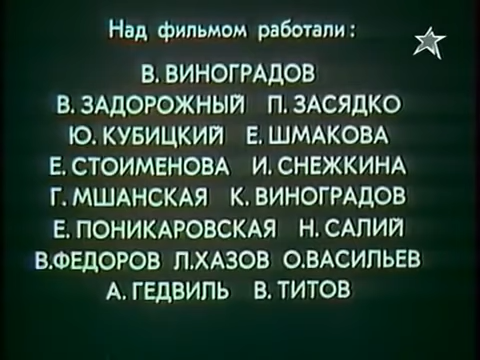 Над фильмом работали:
В. ВИНОГРАДОВ
В. ЗАДОРОЖНЫЙ П. ЗАСЯДКО
Ю. КУБИЦКИЙ Е. ШМАКОВА
Е. СТОИМЕНОВА И. СНЕЖКИНА
Г. МШАНСКАЯ К. ВИНОГРАДОВ
Е. ПОНИКАРОВСКАЯ Н. САЛИЙ
В.ФЕДОРОВ Л.ХАЗОВ О.ВАСИЛЬЕВ
А. ГЕДВИЛЬ В. ТИТОВ